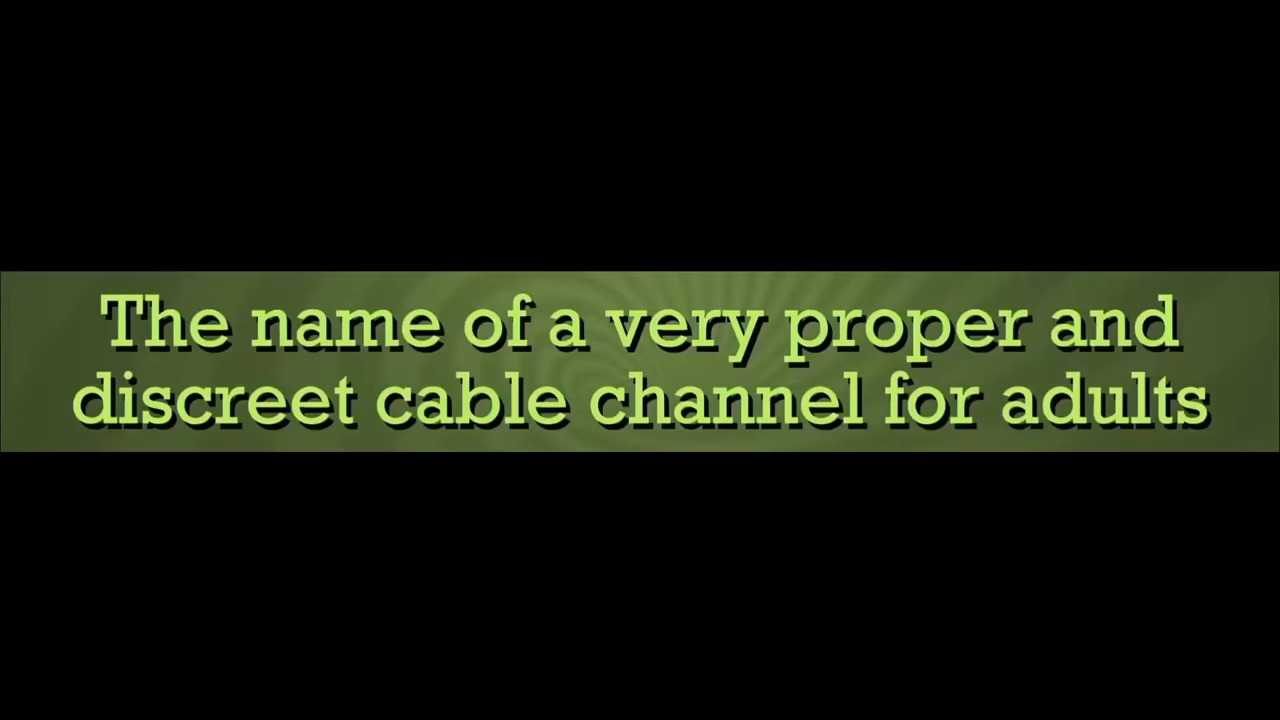 The name of a very proper and
discreet cable channel for adults